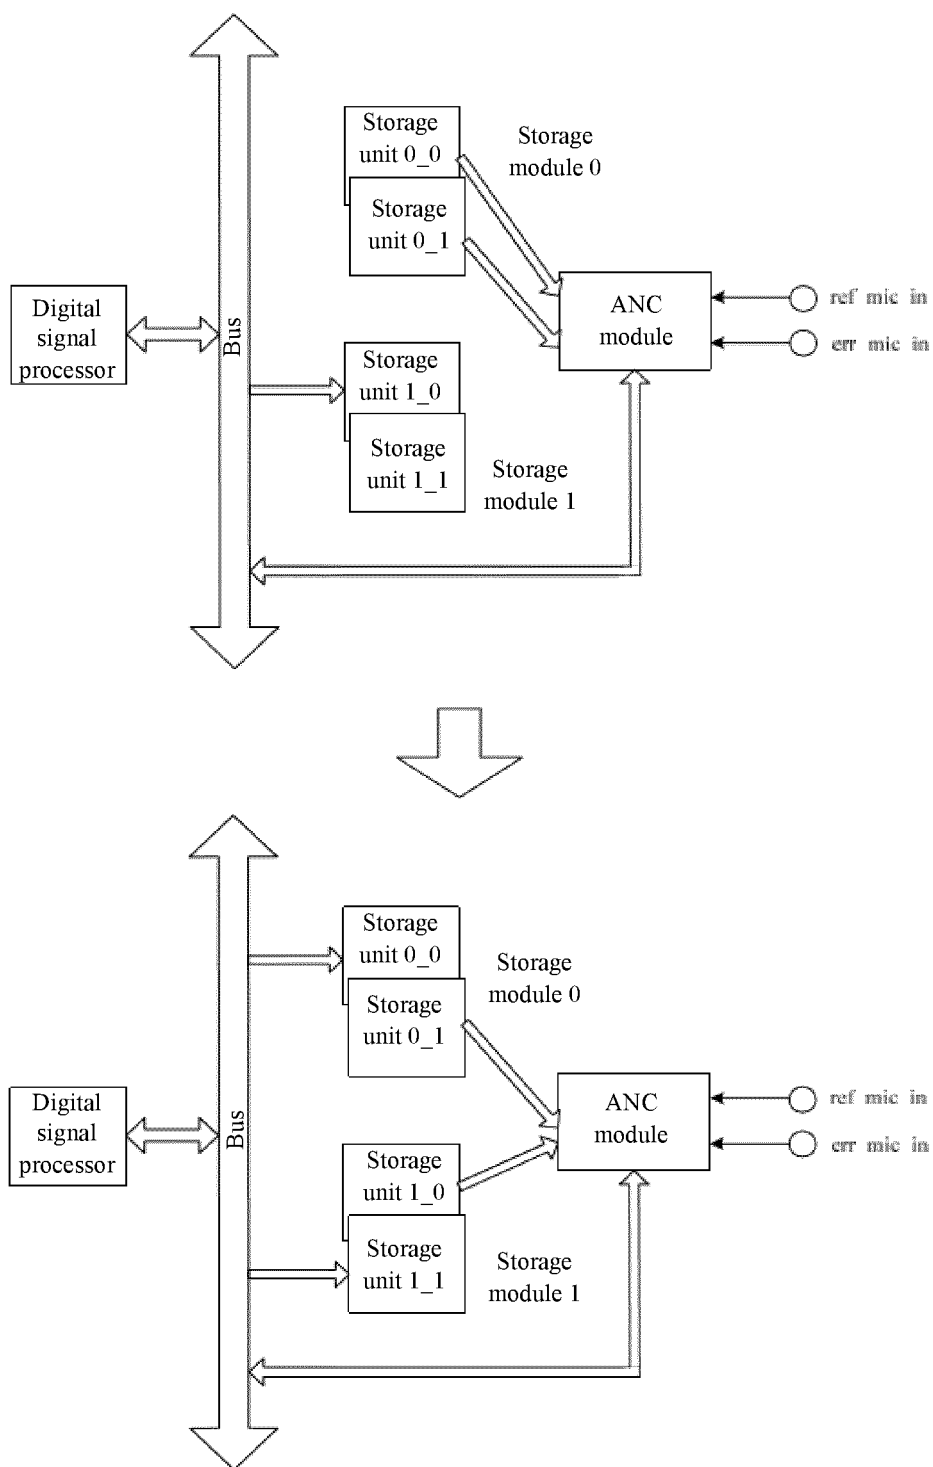 Storage
unit 0_0
Storage
module 0
Storage
unit 0_1
Digital
signal
processor
Bus
ANC
module
ref mic in
err mic in
Storage
unit 1_0
Storage
unit 1_1
Storage
module 1
Storage
unit 0_0
Storage
module 0
Storage
unit 0_1
Digital
signal
processor
Bus
ANC
module
ref mic in
err mic in
Storage
unit 1_0
Storage
unit 1_1
Storage
module 1